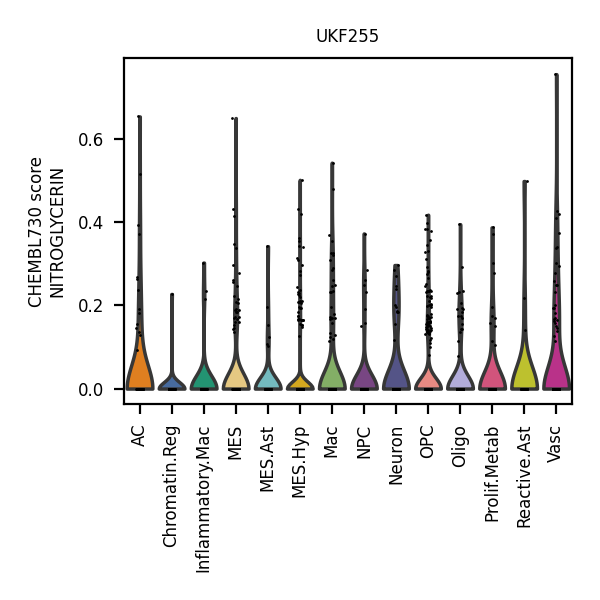 UKF255
CHEMBL730 score
NITROGLYCERIN
0.6
0.4
0.2
0.0
AC
Chromatin.Reg
Inflammatory.Mac
MES
MES.Ast
MES.Hyp
Mac
NPC
Neuron
OPC
Oligo
Prolif.Metab
Reactive.Ast
Vasc